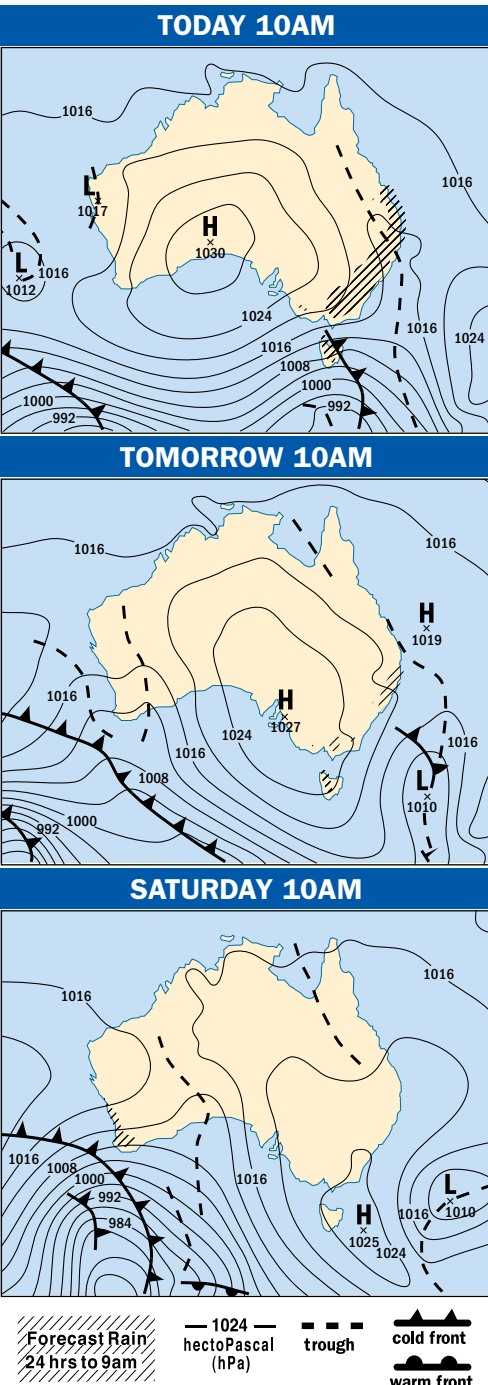 TODAY 10AM
1016
1016
L
1017
H
1030
L
1016
1012
1024
1016
1016
1024
1008
1000
1000
992
992
TOMORROW 10AM
1016
1016
H
1019
1016
H
1027
1024
1016
1016
1008
L
1010
1000
992
SATURDAY 10AM
1016
1016
1016
1008
1000
992
984
1016
H
1025
1024
L
1016
1010
Forecast Rain
24 hrs to 9am
1024
hectoPascal
(hPa)
trough
cold front
warm front